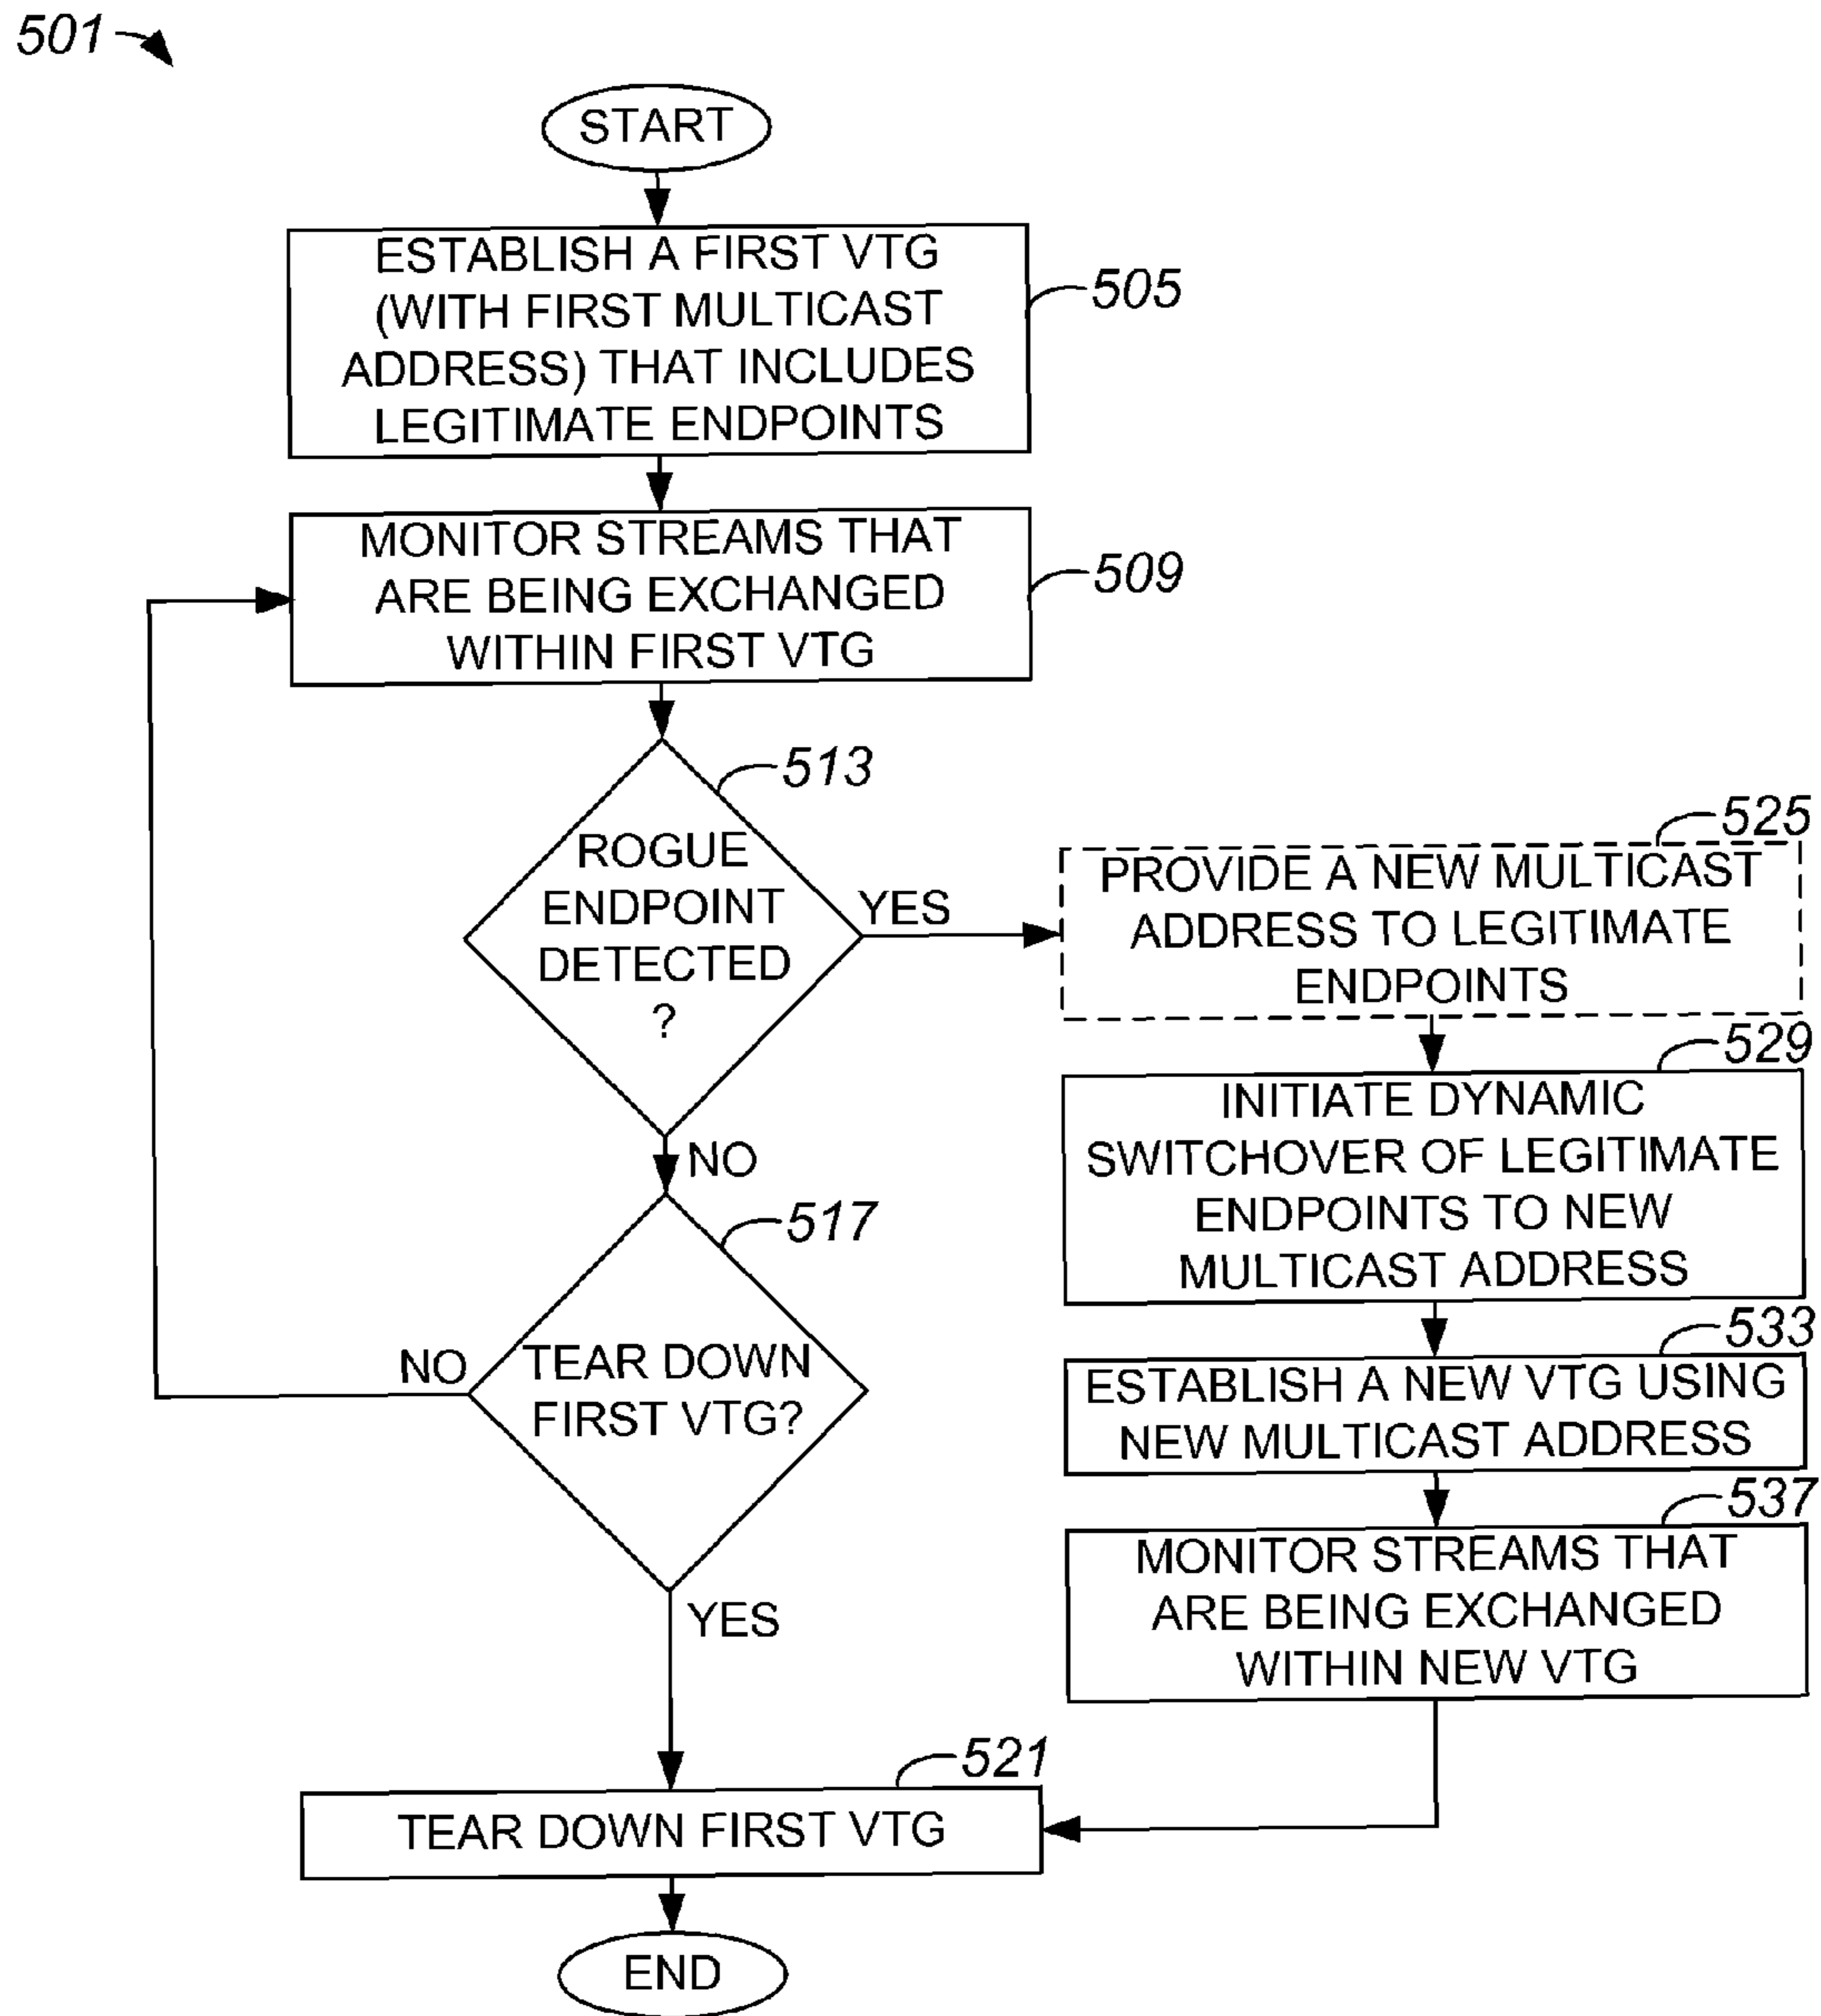 501
START
ESTABLISH A FIRST VTG
(WITH FIRST MULTICAST
ADDRESS) THAT INCLUDES
LEGITIMATE ENDPOINTS
505
MONITOR STREAMS THAT
ARE BEING EXCHANGED
WITHIN FIRST VTG
509
513
ROGUE
ENDPOINT
DETECTED
?
YES
NO
525
PROVIDE A NEW MULTICAST
ADDRESS TO LEGITIMATE
ENDPOINTS
529
INITIATE DYNAMIC
SWITCHOVER OF LEGITIMATE
ENDPOINTS TO NEW
MULTICAST ADDRESS
517
TEAR DOWN
FIRST VTG?
NO
YES
533
ESTABLISH A NEW VTG USING
NEW MULTICAST ADDRESS
537
MONITOR STREAMS THAT
ARE BEING EXCHANGED
WITHIN NEW VTG
521
TEAR DOWN FIRST VTG
END